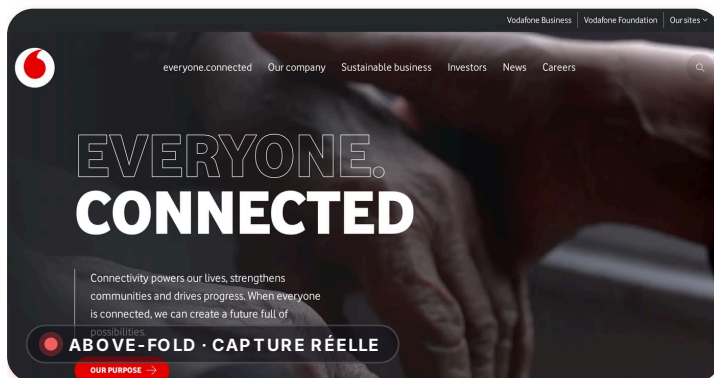 Vodafone Business Vodafone Foundation Our sites
everyone.connected Our company Sustainable business Investors News Careers
EVERYONE.
CONNECTED
Connectivity powers our lives, strengthens
communities and drives progress. When everyone
is connected, we can create a future full of
possibilities.
ABOVE-FOLD · CAPTURE RÉELLE
OUR PURPOSE